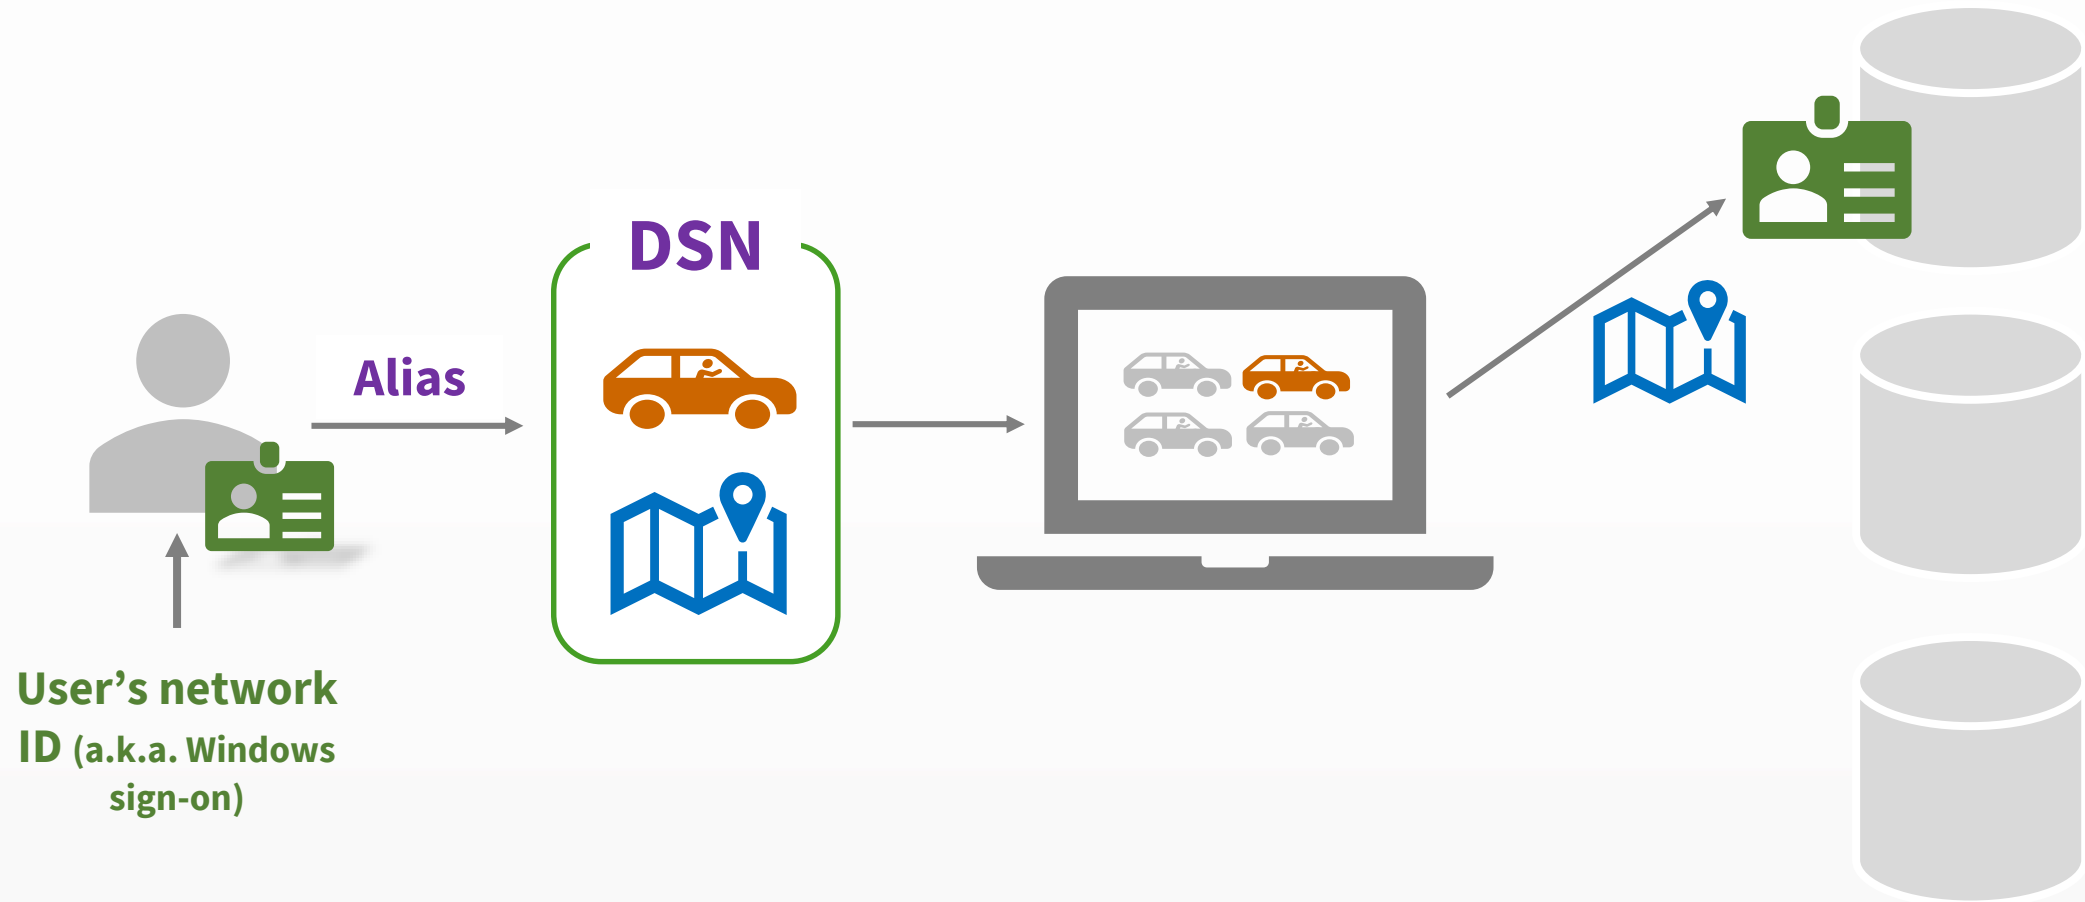 DSN
Alias
User’s network
ID (a.k.a. Windows
sign-on)